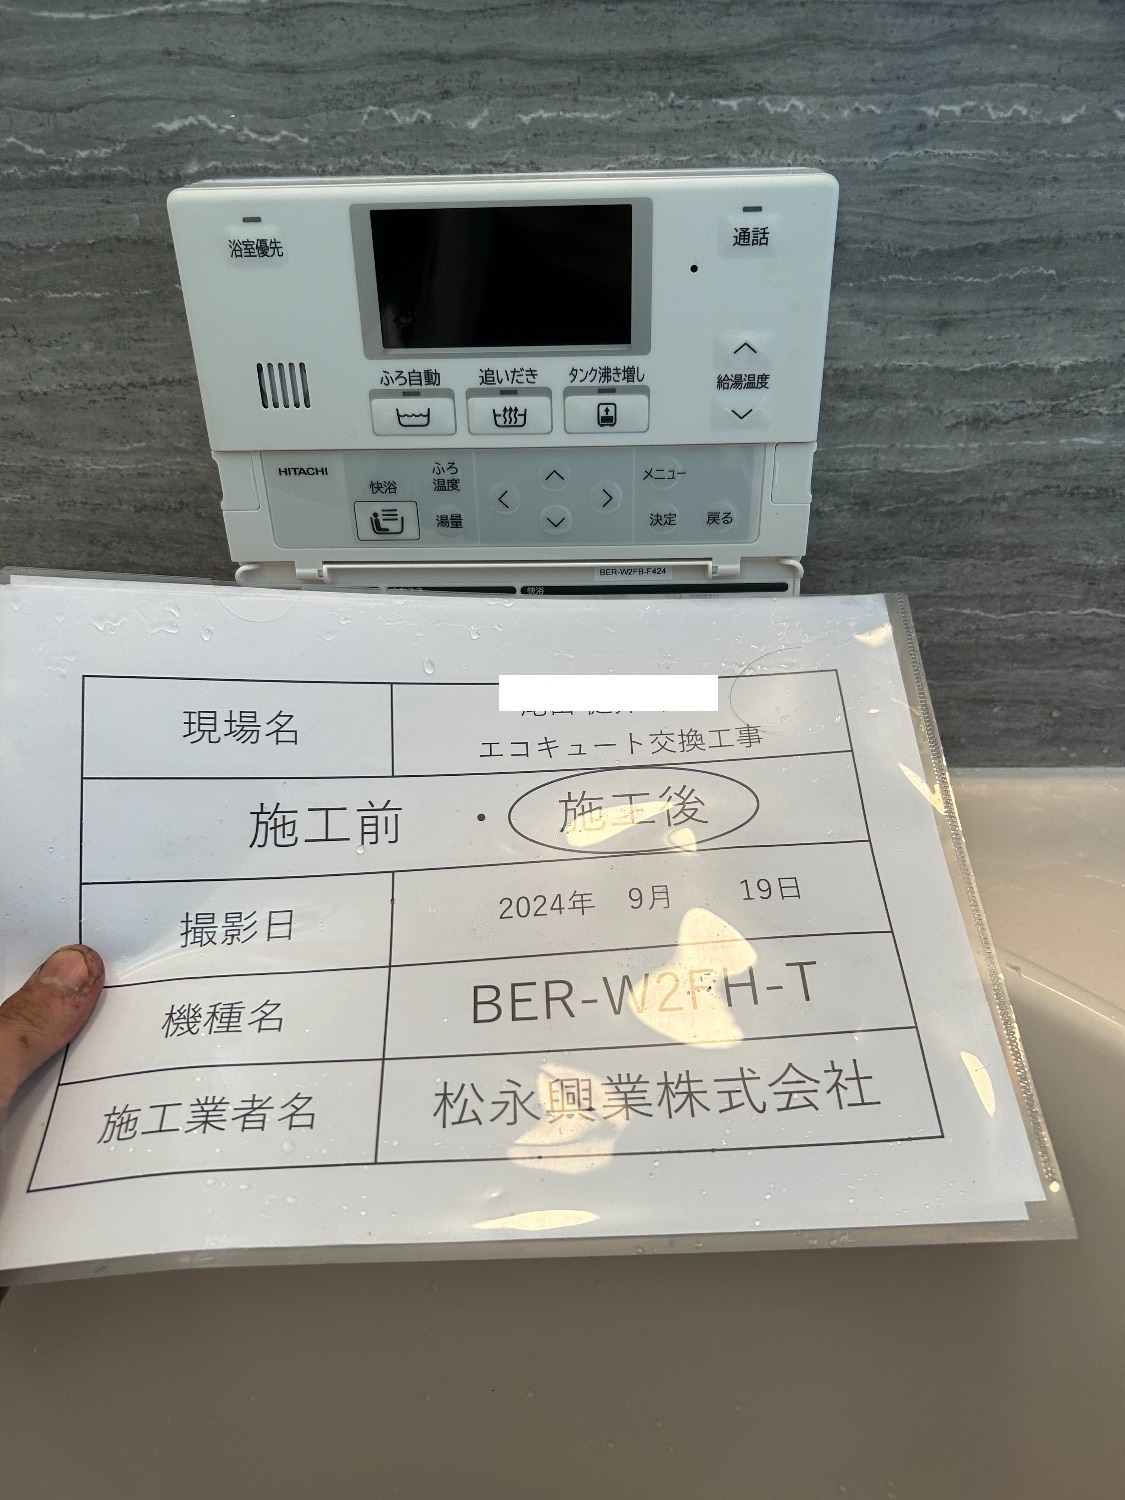 浴室優先
通話
ふろ自動 追いだき タンク沸き増し
給湯温度
HITACHI
快浴
ふろ温度
湯量
メニュー
決定
戻る
BER-W2FB-F424
快浴
現場名
エコキュート交換工事
施工前 ・ 施工後
撮影日 2024年 9月 19日
機種名 BER-W2FH-T
施工業者名 松永興業株式会社